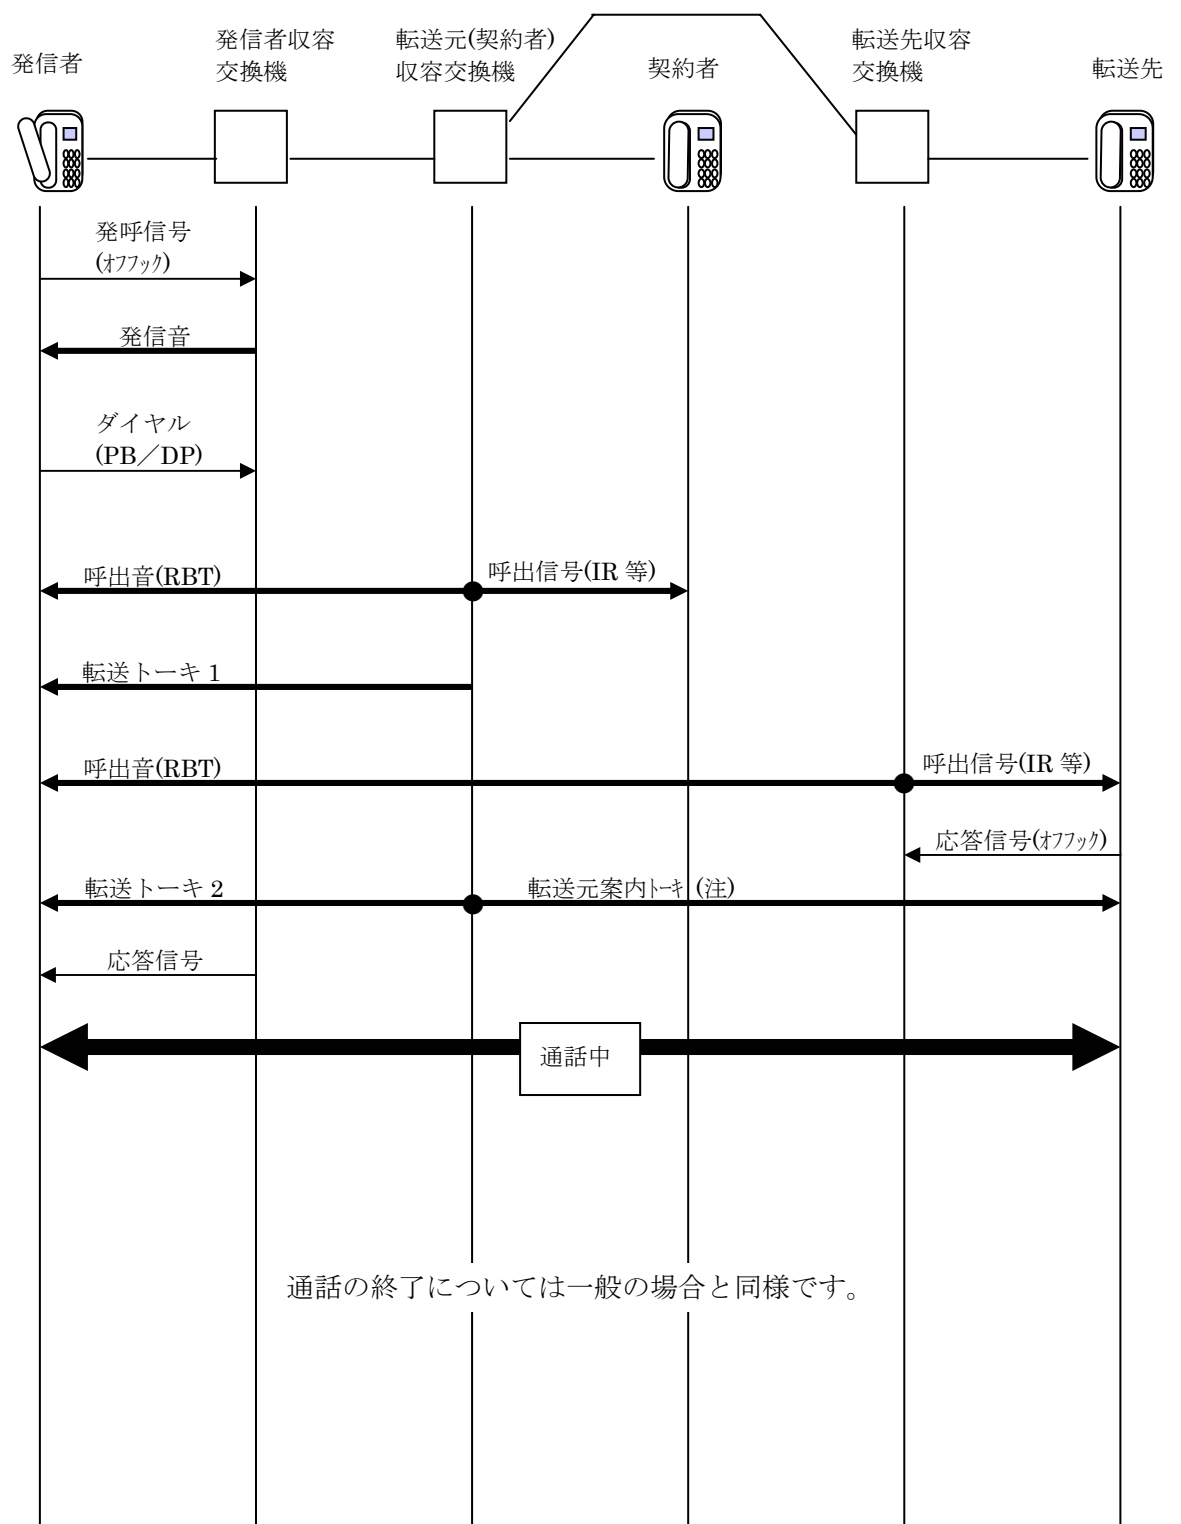 発信者
発信者収容
交換機
転送元(契約者)
収容交換機
契約者
転送先収容
交換機
転送先
発呼信号
(ｵﾌﾌｯｸ)
発信音
ダイヤル
(PB／DP)
呼出音(RBT)
呼出信号(IR 等)
転送トーキ 1
呼出音(RBT)
呼出信号(IR 等)
応答信号(ｵﾌﾌｯｸ)
転送トーキ 2
転送元案内ﾄｰｷ (注)
応答信号
通話中
通話の終了については一般の場合と同様です。